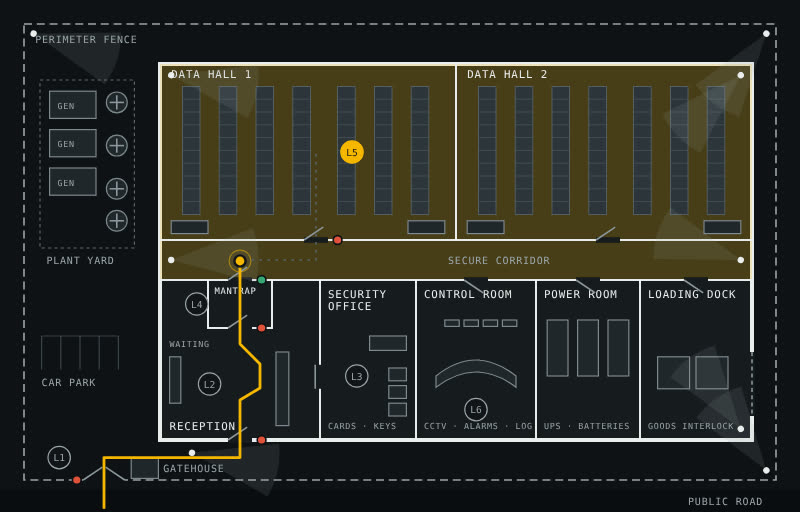 PERIMETER FENCE
DATA HALL 1
DATA HALL 2
GEN
GEN
GEN
L5
PLANT YARD
SECURE CORRIDOR
MANTRAP
L4
SECURITY
OFFICE
CONTROL ROOM
POWER ROOM
LOADING DOCK
WAITING
CAR PARK
L2
L3
L6
RECEPTION
CARDS · KEYS
CCTV · ALARMS · LOG
UPS · BATTERIES
GOODS INTERLOCK
L1
GATEHOUSE
PUBLIC ROAD